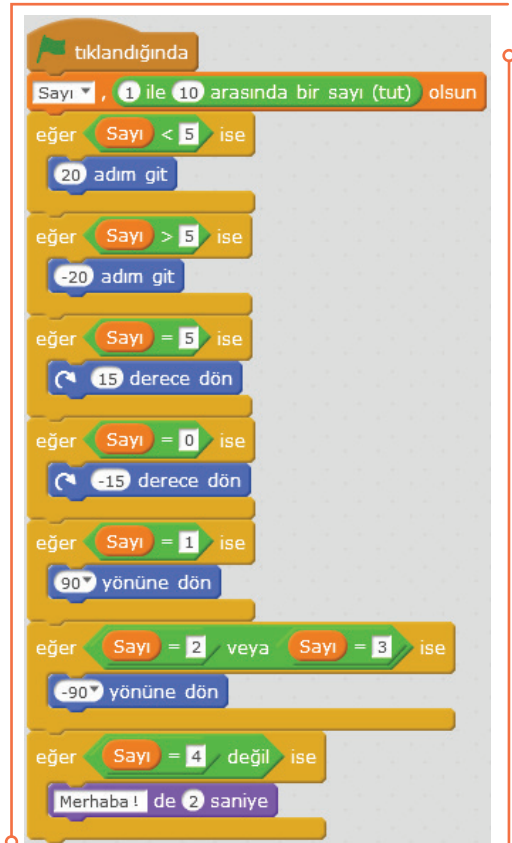 tıklandığında
Sayı , 1 ile 10 arasında bir sayı (tut) olsun
eğer Sayı < 5 ise
20 adım git
eğer Sayı > 5 ise
-20 adım git
eğer Sayı = 5 ise
15 derece dön
eğer Sayı = 0 ise
-15 derece dön
eğer Sayı = 1 ise
90 yönüne dön
eğer Sayı = 2 veya Sayı = 3 ise
-90 yönüne dön
eğer Sayı = 4 değil ise
Merhaba! de 2 saniye